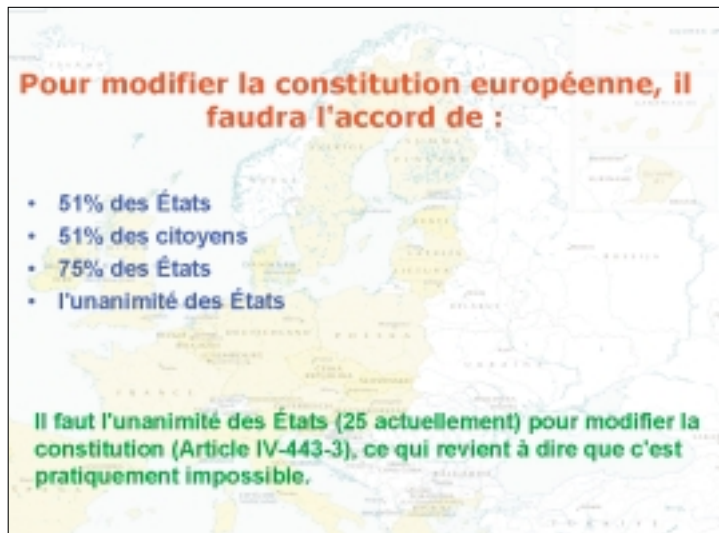 Pour modifier la constitution européenne, il
faudra l'accord de :
• 51% des États
• 51% des citoyens
• 75% des États
• l'unanimité des États
Il faut l'unanimité des États (25 actuellement) pour modifier la
constitution (Article IV-443-3), ce qui revient à dire que c'est
pratiquement impossible.